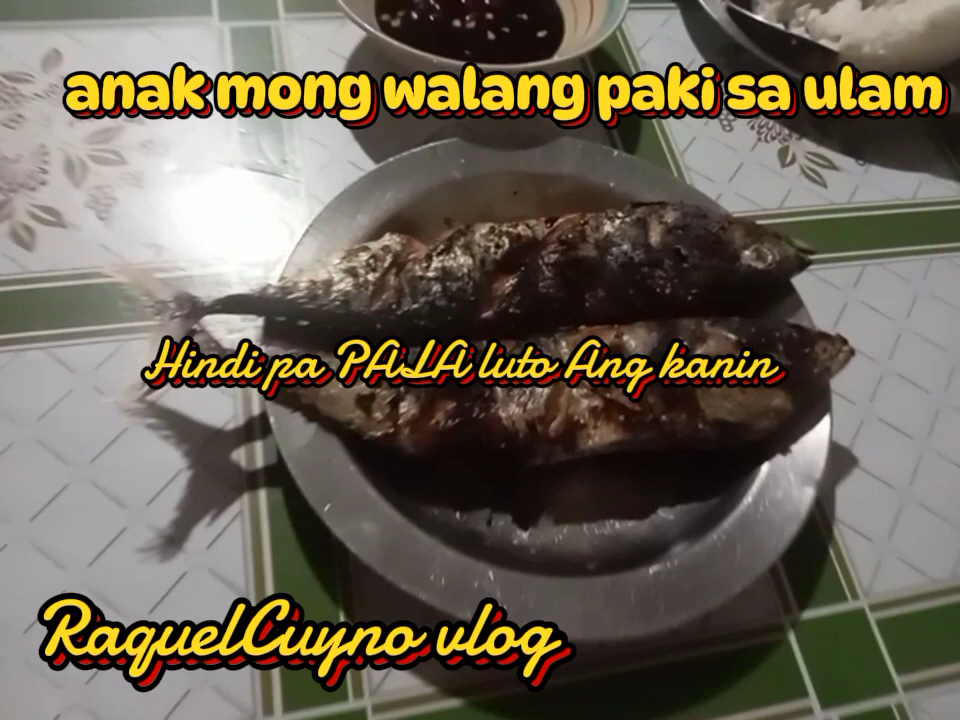 anak mong walang paki sa ulam
Hindi pa PALA luto Ang kanin
RaquelCuyno vlog